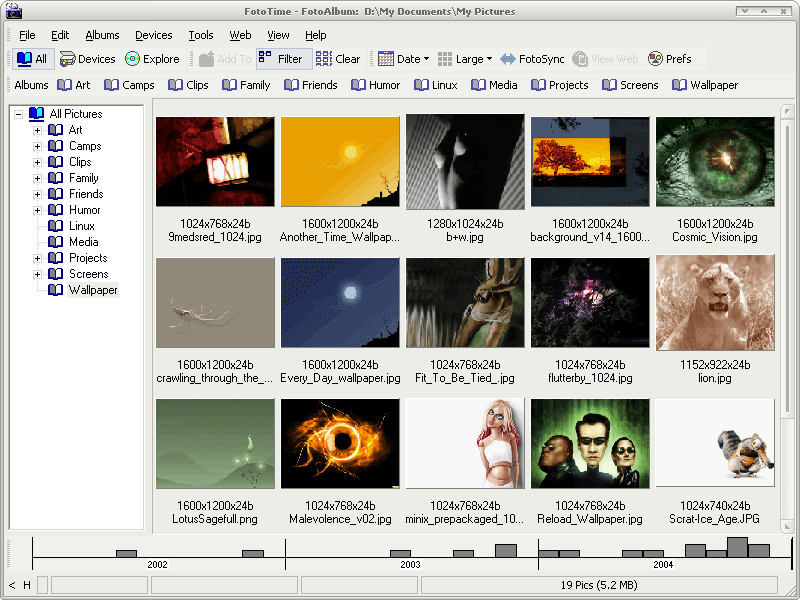 FotoTime - FotoAlbum: D:\My Documents\My Pictures
File Edit Albums Devices Tools Web View Help
All Devices Explore Add To Filter Clear Date Large FotoSync Web View Prefs
Albums Art Camps Clips Family Friends Humor Linux Media Projects Screens Wallpaper
All Pictures
Art
Camps
Clips
Family
Friends
Humor
Linux
Media
Projects
Screens
Wallpaper
EXIT
1024x768x24b
9medsred_1024.jpg
1600x1200x24b
Another_Time_Wallpap...
1280x1024x24b
b+w.jpg
1600x1200x24b
background_v14_1600...
1600x1200x24b
Cosmic_Vision.jpg
1600x1200x24b
crawling_through_the_...
1600x1200x24b
Every_Day_wallpaper.jpg
1024x768x24b
Fit_To_Be_Tied_.jpg
1024x768x24b
flutterby_1024.jpg
1152x922x24b
lion.jpg
1600x1200x24b
LotusSagefull.png
1024x768x24b
Malevolence_v02.jpg
1024x768x24b
minix_prepackaged_10...
1024x768x24b
Reload_Wallpaper.jpg
1024x740x24b
Scrat-Ice_Age.JPG
2002 2003 2004
< H 19 Pics (5.2 MB)